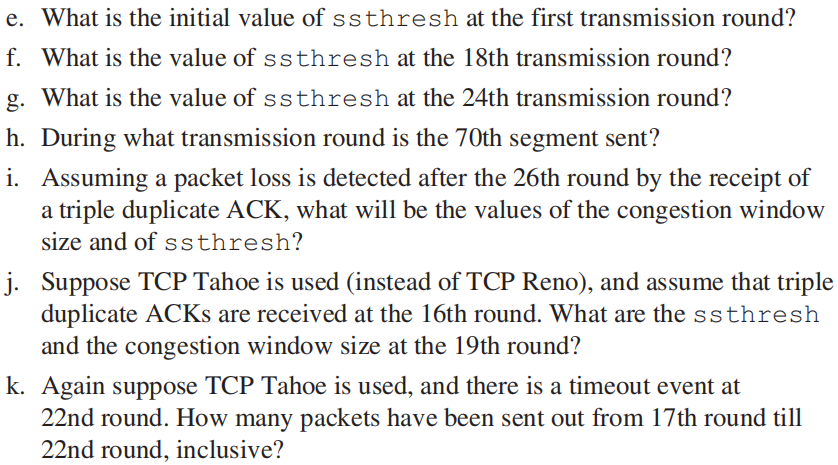 e. What is the initial value of ssthresh at the first transmission round?
f. What is the value of ssthresh at the 18th transmission round?
g. What is the value of ssthresh at the 24th transmission round?
h. During what transmission round is the 70th segment sent?
i. Assuming a packet loss is detected after the 26th round by the receipt of
a triple duplicate ACK, what will be the values of the congestion window
size and of ssthresh?
j. Suppose TCP Tahoe is used (instead of TCP Reno), and assume that triple
duplicate ACKs are received at the 16th round. What are the ssthresh
and the congestion window size at the 19th round?
k. Again suppose TCP Tahoe is used, and there is a timeout event at
22nd round. How many packets have been sent out from 17th round till
22nd round, inclusive?